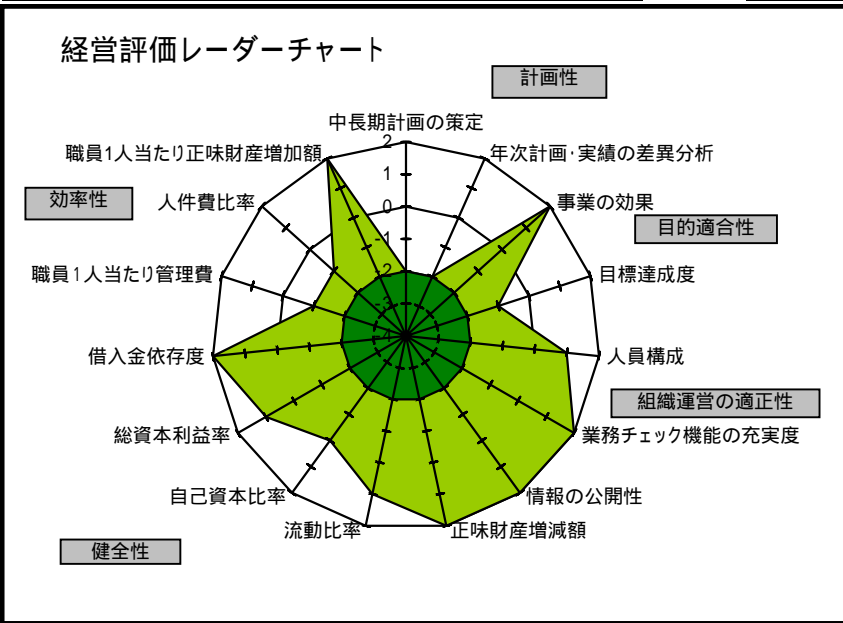 経営評価レーダーチャート
計画性
中長期計画の策定
職員1人当たり正味財産増加額
年次計画・実績の差異分析
効率性
人件費比率
事業の効果
目的適合性
職員1人当たり管理費
目標達成度
借入金依存度
人員構成
組織運営の適正性
総資本利益率
業務チェック機能の充実度
自己資本比率
情報の公開性
流動比率
正味財産増減額
健全性
2
1
0
-1
-2
-3
-4